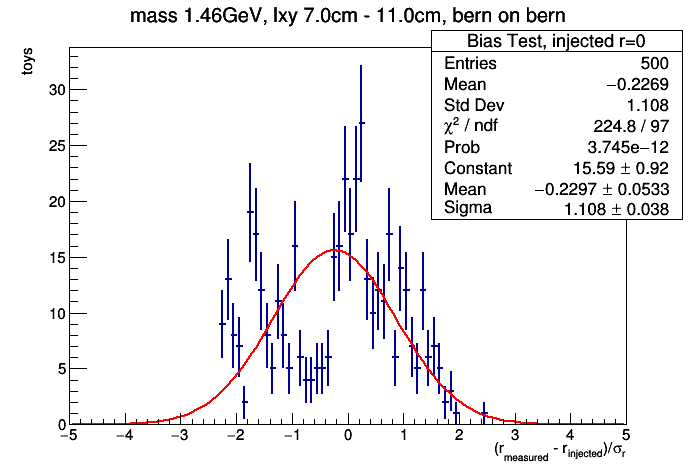 mass 1.46GeV, lxy 7.0cm - 11.0cm, bern on bern
Bias Test, injected r=0
Entries 500
Mean −0.2269
Std Dev 1.108
χ² / ndf 224.8 / 97
Prob 3.745e−12
Constant 15.59 ± 0.92
Mean −0.2297 ± 0.0533
Sigma 1.108 ± 0.038
toys
30
25
20
15
10
5
0
−5 −4 −3 −2 −1 0 1 2 3 4 5
(r_measured - r_injected)/σ_r